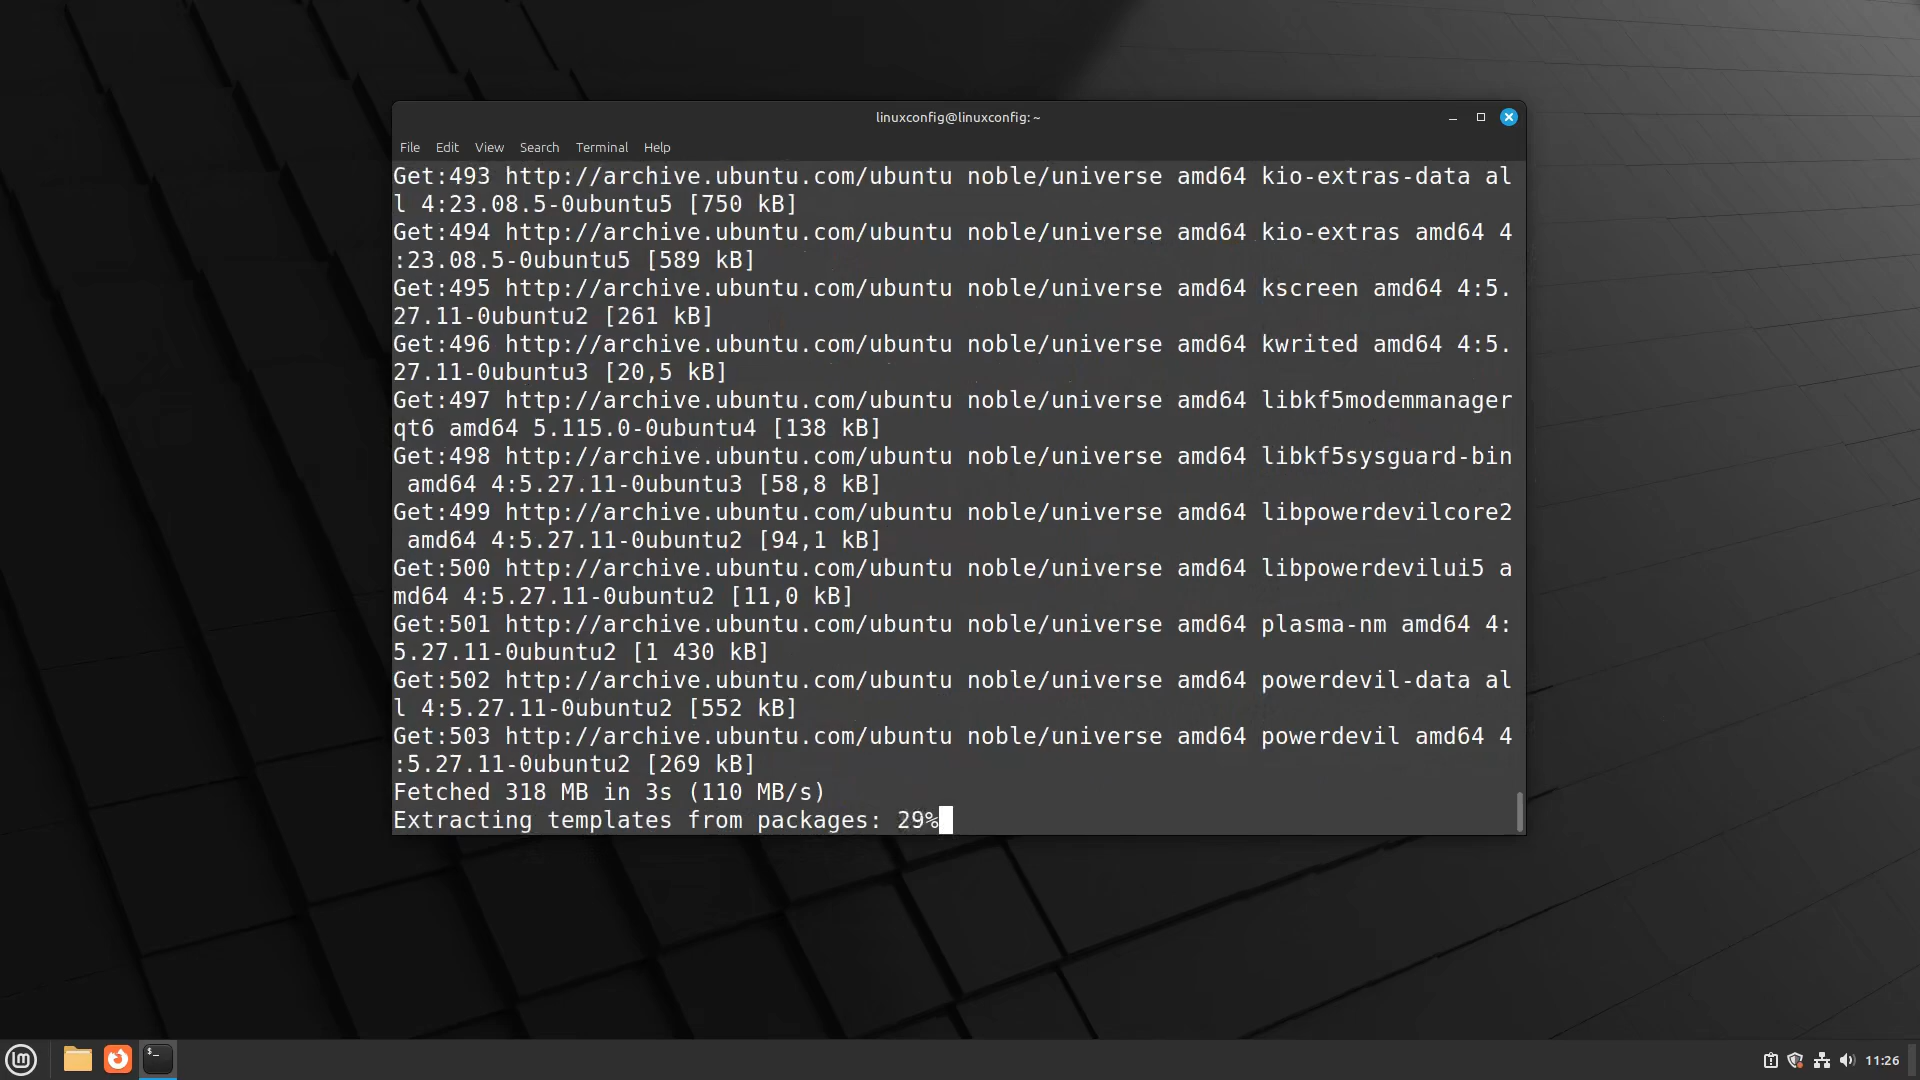 linuxconfig@linuxconfig: ~
File Edit View Search Terminal Help
Get:493 http://archive.ubuntu.com/ubuntu noble/universe amd64 kio-extras-data al
l 4:23.08.5-0ubuntu5 [750 kB]
Get:494 http://archive.ubuntu.com/ubuntu noble/universe amd64 kio-extras amd64 4
:23.08.5-0ubuntu5 [589 kB]
Get:495 http://archive.ubuntu.com/ubuntu noble/universe amd64 kscreen amd64 4:5.
27.11-0ubuntu2 [261 kB]
Get:496 http://archive.ubuntu.com/ubuntu noble/universe amd64 kwrited amd64 4:5.
27.11-0ubuntu3 [20,5 kB]
Get:497 http://archive.ubuntu.com/ubuntu noble/universe amd64 libkf5modemmanager
qt6 amd64 5.115.0-0ubuntu4 [138 kB]
Get:498 http://archive.ubuntu.com/ubuntu noble/universe amd64 libkf5sysguard-bin
 amd64 4:5.27.11-0ubuntu3 [58,8 kB]
Get:499 http://archive.ubuntu.com/ubuntu noble/universe amd64 libpowerdevilcore2
 amd64 4:5.27.11-0ubuntu2 [94,1 kB]
Get:500 http://archive.ubuntu.com/ubuntu noble/universe amd64 libpowerdevilui5 a
md64 4:5.27.11-0ubuntu2 [11,0 kB]
Get:501 http://archive.ubuntu.com/ubuntu noble/universe amd64 plasma-nm amd64 4:
5.27.11-0ubuntu2 [1 430 kB]
Get:502 http://archive.ubuntu.com/ubuntu noble/universe amd64 powerdevil-data al
l 4:5.27.11-0ubuntu2 [552 kB]
Get:503 http://archive.ubuntu.com/ubuntu noble/universe amd64 powerdevil amd64 4
:5.27.11-0ubuntu2 [269 kB]
Fetched 318 MB in 3s (110 MB/s)
Extracting templates from packages: 29%
11:26